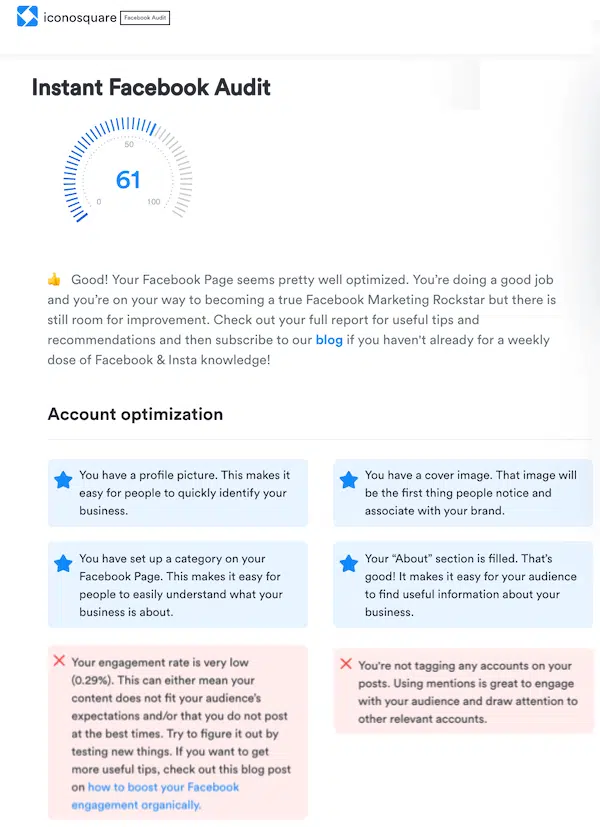 iconosquare Facebook Audit
Instant Facebook Audit
50
61
0 100
👍 Good! Your Facebook Page seems pretty well optimized. You’re doing a good job
and you’re on your way to becoming a true Facebook Marketing Rockstar but there is
still room for improvement. Check out your full report for useful tips and
recommendations and then subscribe to our blog if you haven't already for a weekly
dose of Facebook & Insta knowledge!
Account optimization
You have a profile picture. This makes it
easy for people to quickly identify your
business.
You have a cover image. That image will
be the first thing people notice and
associate with your brand.
You have set up a category on your
Facebook Page. This makes it easy for
people to easily understand what your
business is about.
Your “About” section is filled. That’s
good! It makes it easy for your audience
to find useful information about your
business.
Your engagement rate is very low
(0.29%). This can either mean your
content does not fit your audience’s
expectations and/or that you do not post
at the best times. Try to figure it out by
testing new things. If you want to get
more useful tips, check out this blog post
on how to boost your Facebook
engagement organically.
You're not tagging any accounts on your
posts. Using mentions is great to engage
with your audience and draw attention to
other relevant accounts.